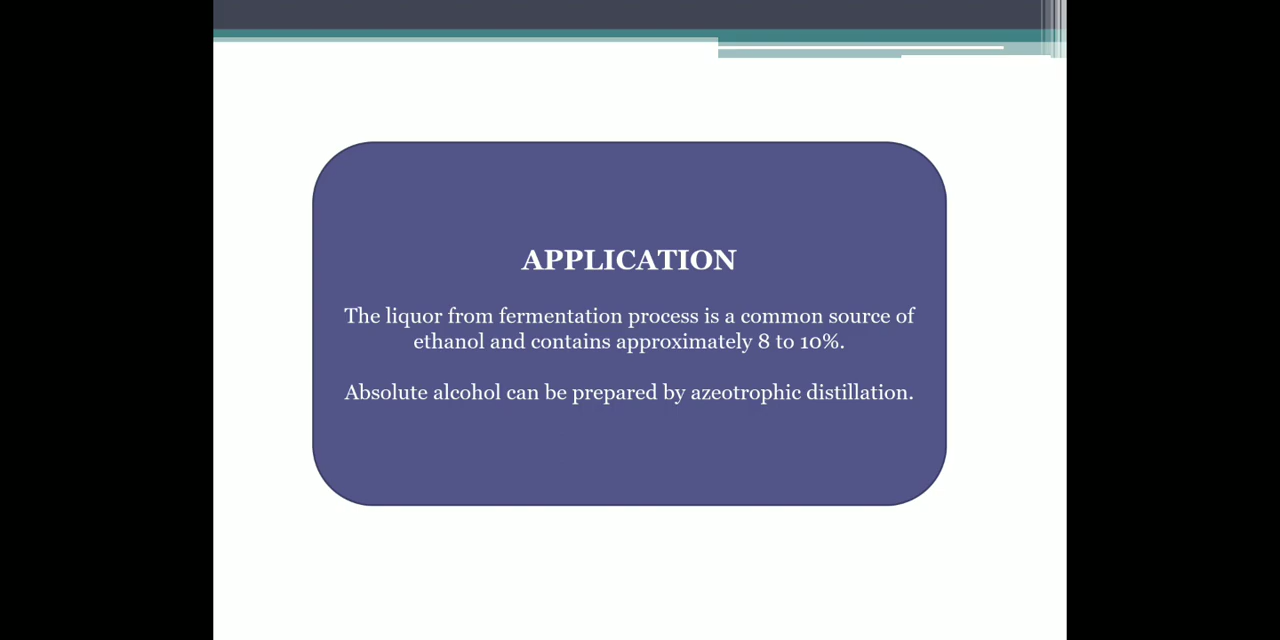 APPLICATION
The liquor from fermentation process is a common source of
ethanol and contains approximately 8 to 10%.
Absolute alcohol can be prepared by azeotrophic distillation.